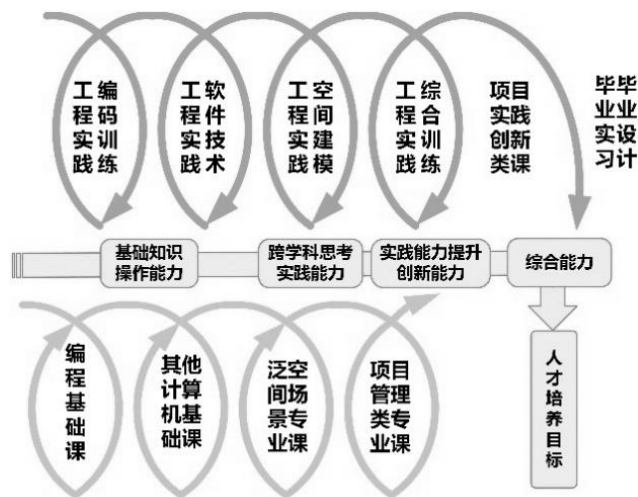 编码训练
工程实践
软件技术
工程实践
空间建模
工程实践
综合训练
工程实践
项目
实践
创新
类课
毕业实习
毕业设计
基础知识
操作能力
跨学科思考
实践能力
实践能力提升
创新能力
综合能力
编程基础课
其他
计算
机基
础课
泛空
间场
景专
业课
项目
管理
类专
业课
人才培养目标